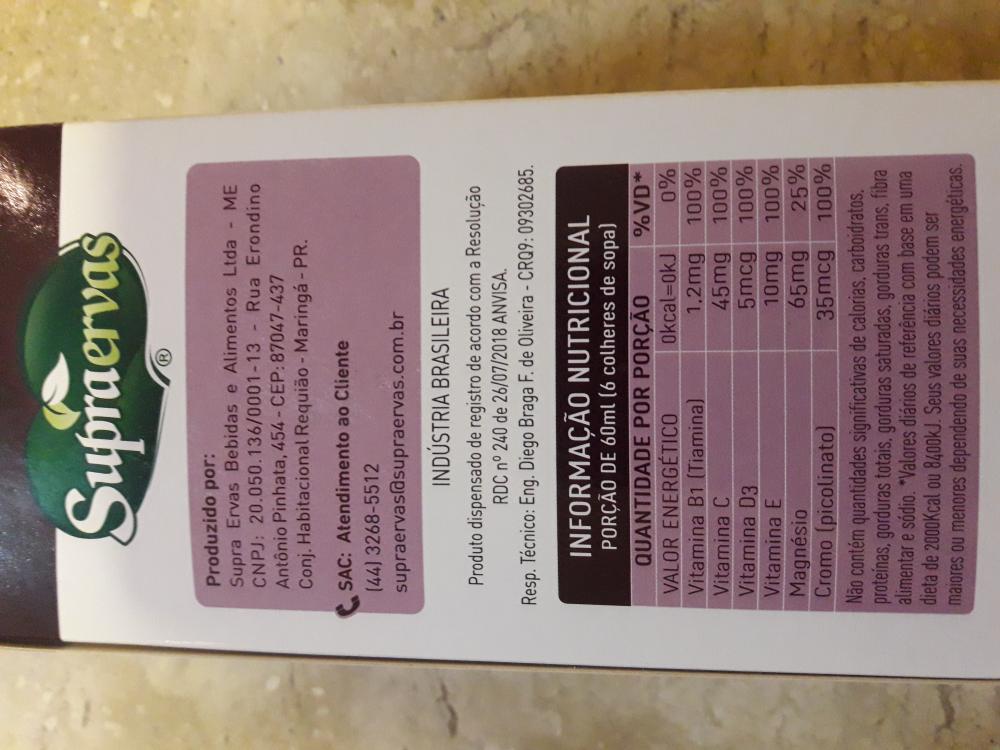 Supraervas
®
Produzido por:
Supra Ervas Bebidas e Alimentos Ltda - ME
CNPJ: 20.050.136/0001-13 - Rua Erondino
Antônio Pinhata, 454 - CEP: 87047-437
Conj. Habitacional Requião - Maringá - PR.
SAC: Atendimento ao Cliente
(44) 3268-5512
supraervas@supraervas.com.br
INDÚSTRIA BRASILEIRA
Produto dispensado de registro de acordo com a Resolução
RDC nº 240 de 26/07/2018 ANVISA.
Resp. Técnico: Eng. Diego Braga F. de Oliveira - CRQ9: 09302685.
INFORMAÇÃO NUTRICIONAL
PORÇÃO DE 60ml (6 colheres de sopa)
QUANTIDADE POR PORÇÃO %VD*
VALOR ENERGÉTICO 0kcal=0kJ 0%
Vitamina B1 (Tiamina) 1,2mg 100%
Vitamina C 45mg 100%
Vitamina D3 5mcg 100%
Vitamina E 10mg 100%
Magnésio 65mg 25%
Cromo (picolinato) 35mcg 100%
Não contém quantidades significativas de calorias, carboidratos,
proteínas, gorduras totais, gorduras saturadas, gorduras trans, fibra
alimentar e sódio. *Valores diários de referência com base em uma
dieta de 2000Kcal ou 8400kJ. Seus valores diários podem ser
maiores ou menores dependendo de suas necessidades energéticas.